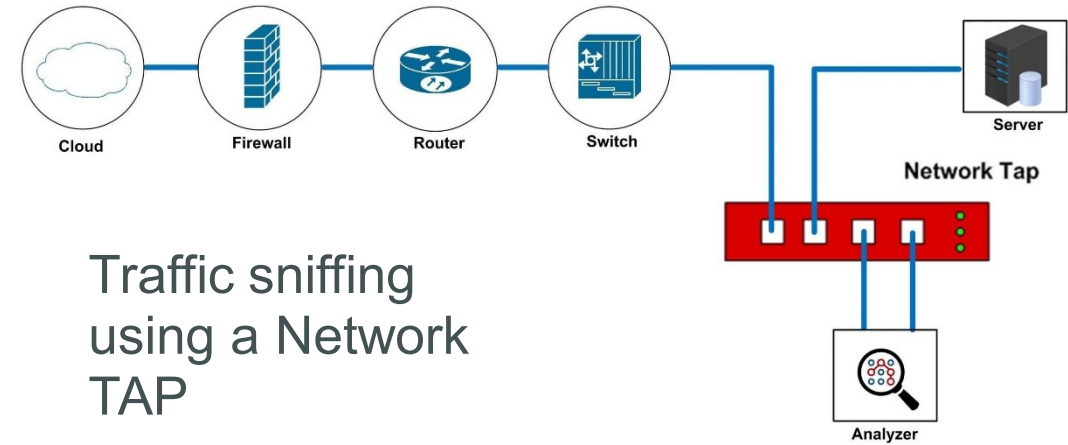 Cloud
Firewall
Router
Switch
Server
Network Tap
Traffic sniffing
using a Network
TAP
Analyzer